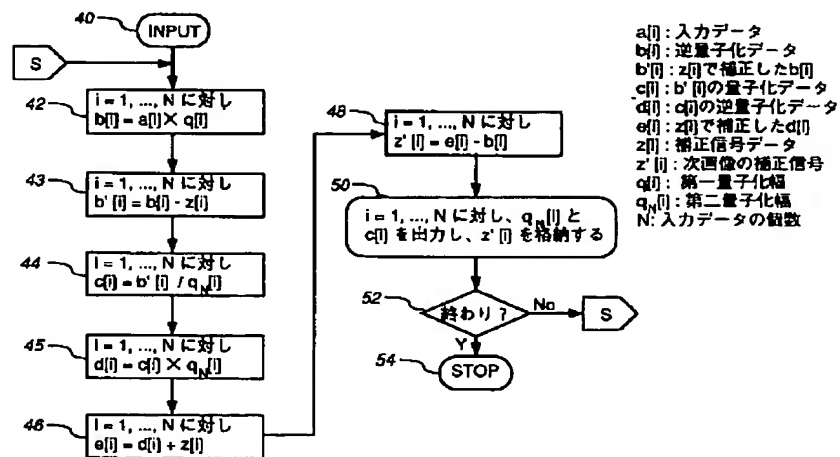 40
INPUT
S
42
i = 1, ..., N に対し
b[i] = a[i] × q[i]
43
i = 1, ..., N に対し
b'[i] = b[i] - z[i]
44
i = 1, ..., N に対し
c[i] = b'[i] / q_N[i]
45
i = 1, ..., N に対し
d[i] = c[i] × q_N[i]
46
i = 1, ..., N に対し
e[i] = d[i] + z[i]
48
i = 1, ..., N に対し
z'[i] = e[i] - b[i]
50
i = 1, ..., N に対し、q_N[i] と
c[i] を出力し、z'[i] を格納する
52
終わり ?
No
S
Y
54
STOP
a[i] : 入力データ
b[i] : 逆量子化データ
b'[i] : z[i]で補正したb[i]
c[i] : b'[i]の量子化データ
d[i] : c[i]の逆量子化データ
e[i] : z[i]で補正したd[i]
z[i] : 補正信号データ
z'[i] : 次画像の補正信号
q[i] : 第一量子化幅
q_N[i] : 第二量子化幅
N: 入力データの個数